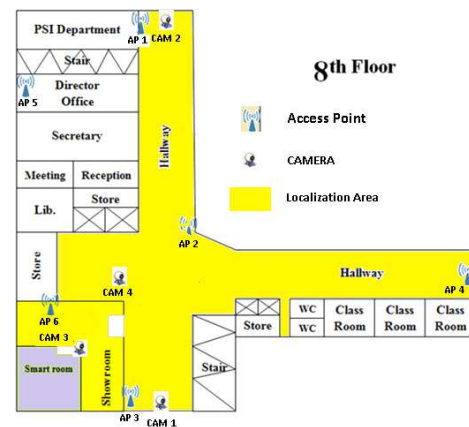 PSI Department
AP 1
CAM 2
Stair
8th Floor
AP 5
Director
Office
Access Point
Secretary
Hallway
CAMERA
Meeting
Reception
Lib.
Store
Localization Area
AP 2
Store
CAM 4
Hallway
AP 4
AP 6
CAM 3
Store
WC
WC
Class
Room
Class
Room
Class
Room
Smart room
Showroom
Stair
AP 3
CAM 1